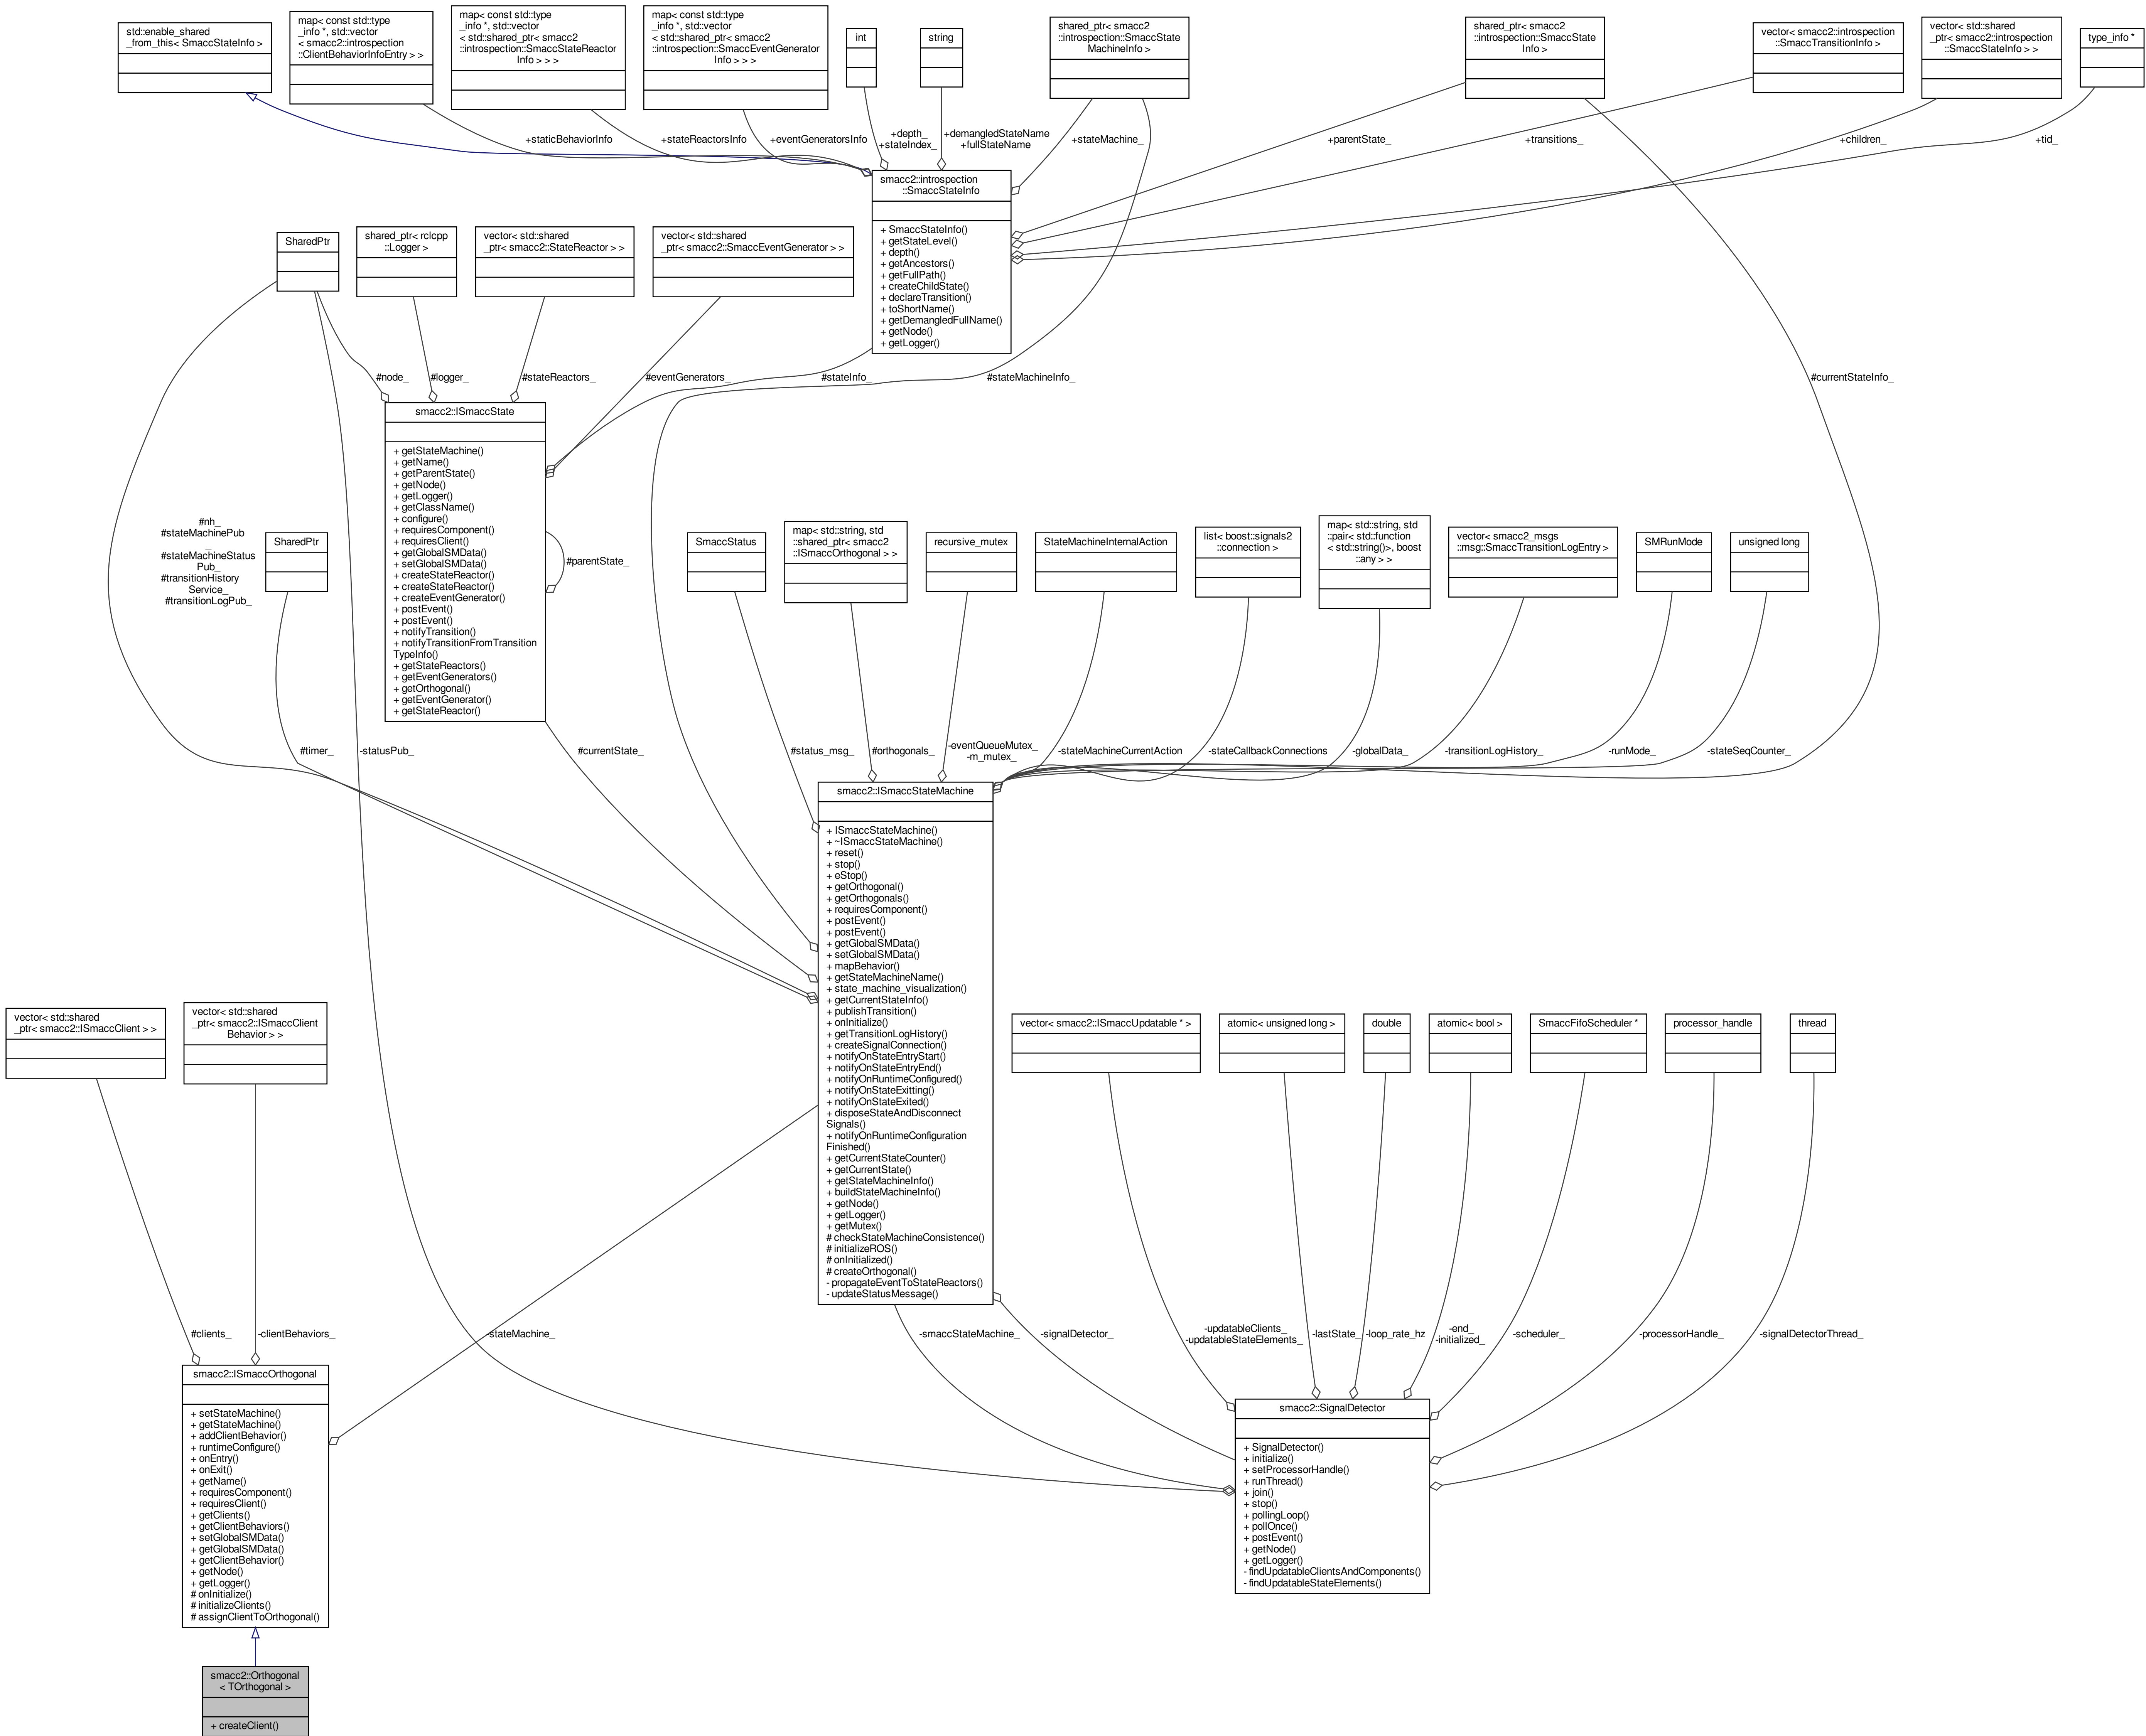 std::enable_shared
_from_this< SmaccStateInfo >
map< const std::type
_info *, std::vector
< smacc2::introspection
::ClientBehaviorInfoEntry > >
map< const std::type
_info *, std::vector
< std::shared_ptr< smacc2
::introspection::SmaccStateReactor
Info > > >
map< const std::type
_info *, std::vector
< std::shared_ptr< smacc2
::introspection::SmaccEventGenerator
Info > > >
int
string
shared_ptr< smacc2
::introspection::SmaccState
MachineInfo >
shared_ptr< smacc2
::introspection::SmaccState
Info >
vector< smacc2::introspection
::SmaccTransitionInfo >
vector< std::shared
_ptr< smacc2::introspection
::SmaccStateInfo > >
type_info *
+staticBehaviorInfo
+stateReactorsInfo
+eventGeneratorsInfo
+depth_
+stateIndex_
+demangledStateName
+fullStateName
+stateMachine_
+parentState_
+transitions_
+children_
+tid_
smacc2::introspection
::SmaccStateInfo
+ SmaccStateInfo()
+ getStateLevel()
+ depth()
+ getAncestors()
+ getFullPath()
+ createChildState()
+ declareTransition()
+ toShortName()
+ getDemangledFullName()
+ getNode()
+ getLogger()
SharedPtr
shared_ptr< rclcpp
::Logger >
vector< std::shared
_ptr< smacc2::StateReactor > >
vector< std::shared
_ptr< smacc2::SmaccEventGenerator > >
#node_
#logger_
#stateReactors_
#eventGenerators_
#stateInfo_
#stateMachineInfo_
#currentStateInfo_
smacc2::ISmaccState
+ getStateMachine()
+ getName()
+ getParentState()
+ getNode()
+ getLogger()
+ getClassName()
+ configure()
+ requiresComponent()
+ requiresClient()
+ getGlobalSMData()
+ setGlobalSMData()
+ createStateReactor()
+ createStateReactor()
+ createEventGenerator()
+ postEvent()
+ postEvent()
+ notifyTransition()
+ notifyTransitionFromTransition
TypeInfo()
+ getStateReactors()
+ getEventGenerators()
+ getOrthogonal()
+ getEventGenerator()
+ getStateReactor()
#parentState_
#nh_
#stateMachinePub
_
#stateMachineStatus
Pub_
#transitionHistory
Service_
#transitionLogPub_
SharedPtr
SmaccStatus
map< std::string, std
::shared_ptr< smacc2
::ISmaccOrthogonal > >
recursive_mutex
StateMachineInternalAction
list< boost::signals2
::connection >
map< std::string, std
::pair< std::function
< std::string()>, boost
::any > >
vector< smacc2_msgs
::msg::SmaccTransitionLogEntry >
SMRunMode
unsigned long
#timer_
-statusPub_
#currentState_
#status_msg_
#orthogonals_
-eventQueueMutex_
-m_mutex_
-stateMachineCurrentAction
-stateCallbackConnections
-globalData_
-transitionLogHistory_
-runMode_
-stateSeqCounter_
smacc2::ISmaccStateMachine
+ ISmaccStateMachine()
+ ~ISmaccStateMachine()
+ reset()
+ stop()
+ eStop()
+ getOrthogonal()
+ getOrthogonals()
+ requiresComponent()
+ postEvent()
+ postEvent()
+ getGlobalSMData()
+ setGlobalSMData()
+ mapBehavior()
+ getStateMachineName()
+ state_machine_visualization()
+ getCurrentStateInfo()
+ publishTransition()
+ onInitialize()
+ getTransitionLogHistory()
+ createSignalConnection()
+ notifyOnStateEntryStart()
+ notifyOnStateEntryEnd()
+ notifyOnRuntimeConfigured()
+ notifyOnStateExitting()
+ notifyOnStateExited()
+ disposeStateAndDisconnect
Signals()
+ notifyOnRuntimeConfiguration
Finished()
+ getCurrentStateCounter()
+ getCurrentState()
+ getStateMachineInfo()
+ buildStateMachineInfo()
+ getNode()
+ getLogger()
+ getMutex()
# checkStateMachineConsistence()
# initializeROS()
# onInitialized()
# createOrthogonal()
- propagateEventToStateReactors()
- updateStatusMessage()
vector< std::shared
_ptr< smacc2::ISmaccClient > >
vector< std::shared
_ptr< smacc2::ISmaccClient
Behavior > >
vector< smacc2::ISmaccUpdatable * >
atomic< unsigned long >
double
atomic< bool >
SmaccFifoScheduler *
processor_handle
thread
#clients_
-clientBehaviors_
-stateMachine_
-smaccStateMachine_
-signalDetector_
-updatableClients_
-updatableStateElements_
-lastState_
-loop_rate_hz
-end_
-initialized_
-scheduler_
-processorHandle_
-signalDetectorThread_
smacc2::ISmaccOrthogonal
+ setStateMachine()
+ getStateMachine()
+ addClientBehavior()
+ runtimeConfigure()
+ onEntry()
+ onExit()
+ getName()
+ requiresComponent()
+ requiresClient()
+ getClients()
+ getClientBehaviors()
+ setGlobalSMData()
+ getGlobalSMData()
+ getClientBehavior()
+ getNode()
+ getLogger()
# onInitialize()
# initializeClients()
# assignClientToOrthogonal()
smacc2::SignalDetector
+ SignalDetector()
+ initialize()
+ setProcessorHandle()
+ runThread()
+ join()
+ stop()
+ pollingLoop()
+ pollOnce()
+ postEvent()
+ getNode()
+ getLogger()
- findUpdatableClientsAndComponents()
- findUpdatableStateElements()
smacc2::Orthogonal
< TOrthogonal >
+ createClient()